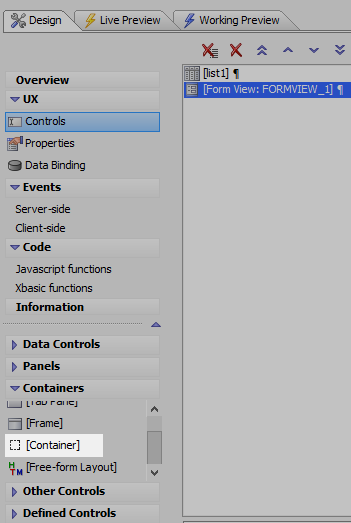 Design
Live Preview
Working Preview
Overview
UX
Controls
Properties
Data Binding
Events
Server-side
Client-side
Code
Javascript functions
Xbasic functions
Information
Data Controls
Panels
Containers
[Tab Pane]
[Frame]
[Container]
[Free-form Layout]
Other Controls
Defined Controls
[list1] ¶
[Form View: FORMVIEW_1] ¶